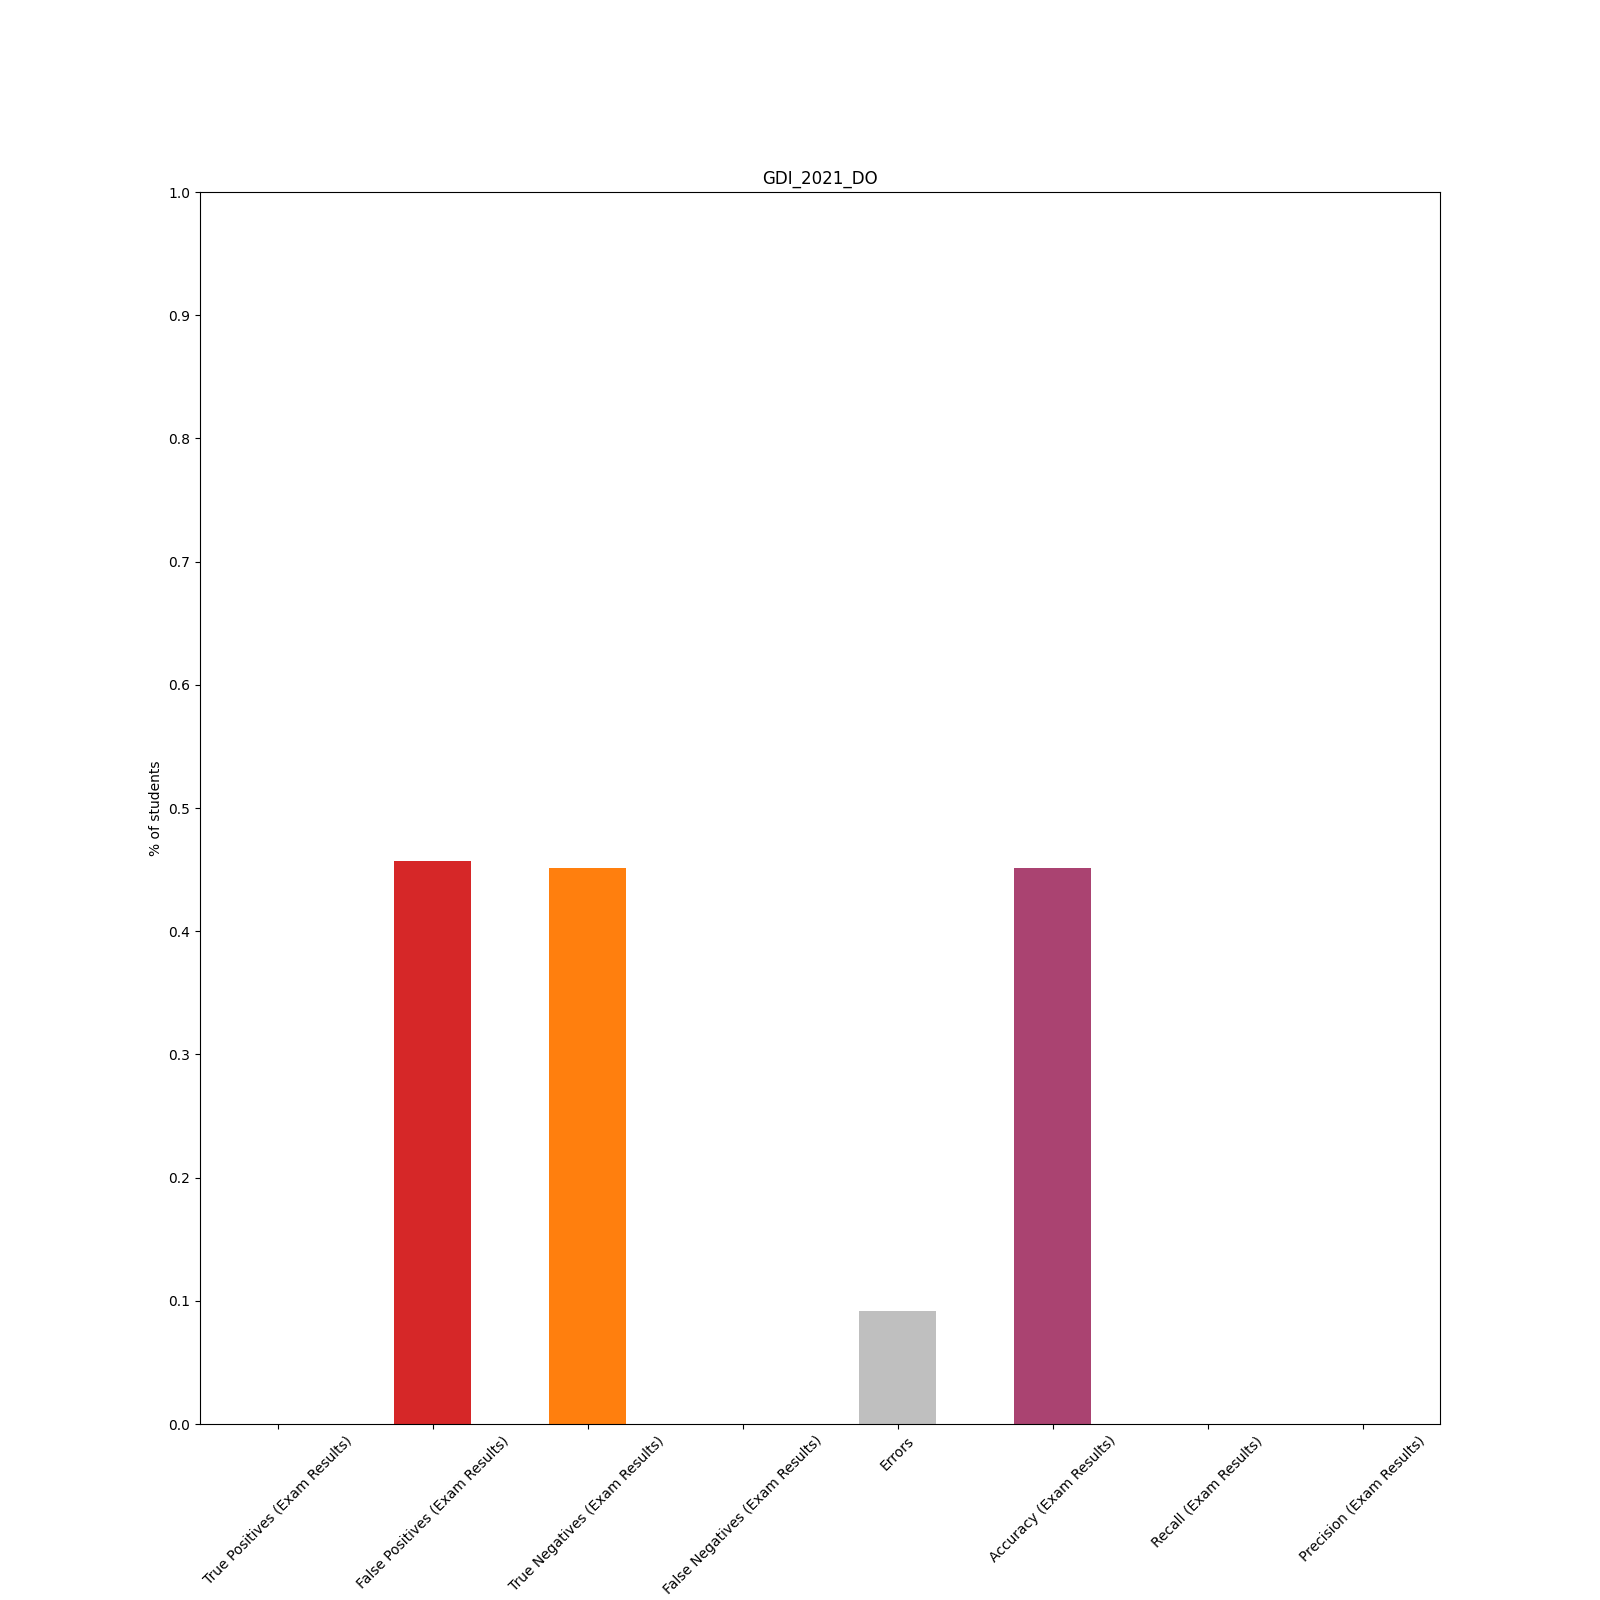 GDI_2021_DO
1.0
0.9
0.8
0.7
0.6
0.5
0.4
0.3
0.2
0.1
0.0
% of students
True Positives (Exam Results)
False Positives (Exam Results)
True Negatives (Exam Results)
False Negatives (Exam Results)
Errors
Accuracy (Exam Results)
Recall (Exam Results)
Precision (Exam Results)